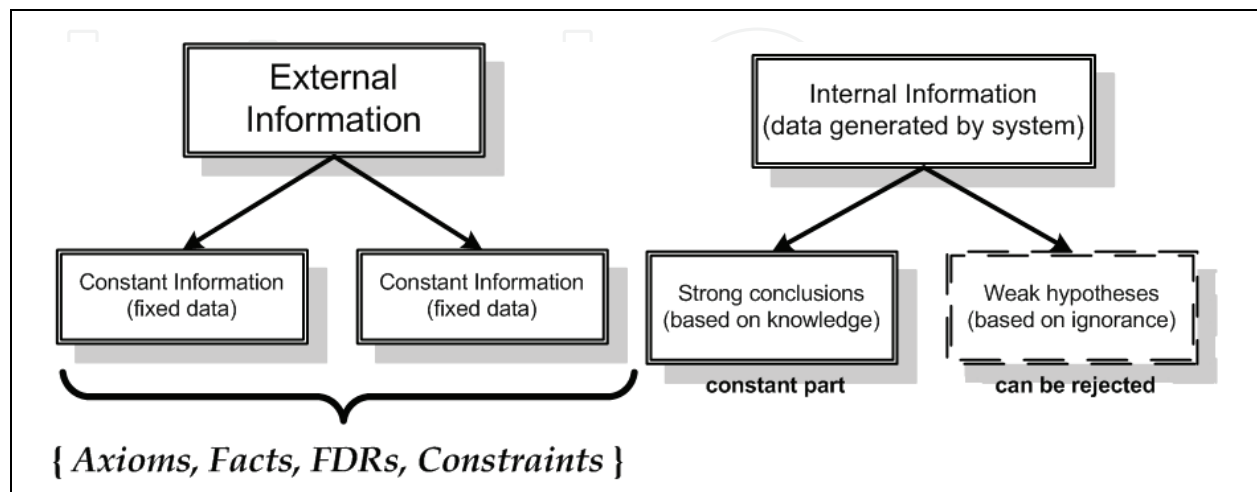 External
Information
Internal Information
(data generated by system)
Constant Information
(fixed data)
Constant Information
(fixed data)
Strong conclusions
(based on knowledge)
Weak hypotheses
(based on ignorance)
constant part
can be rejected
{ Axioms, Facts, FDRs, Constraints }